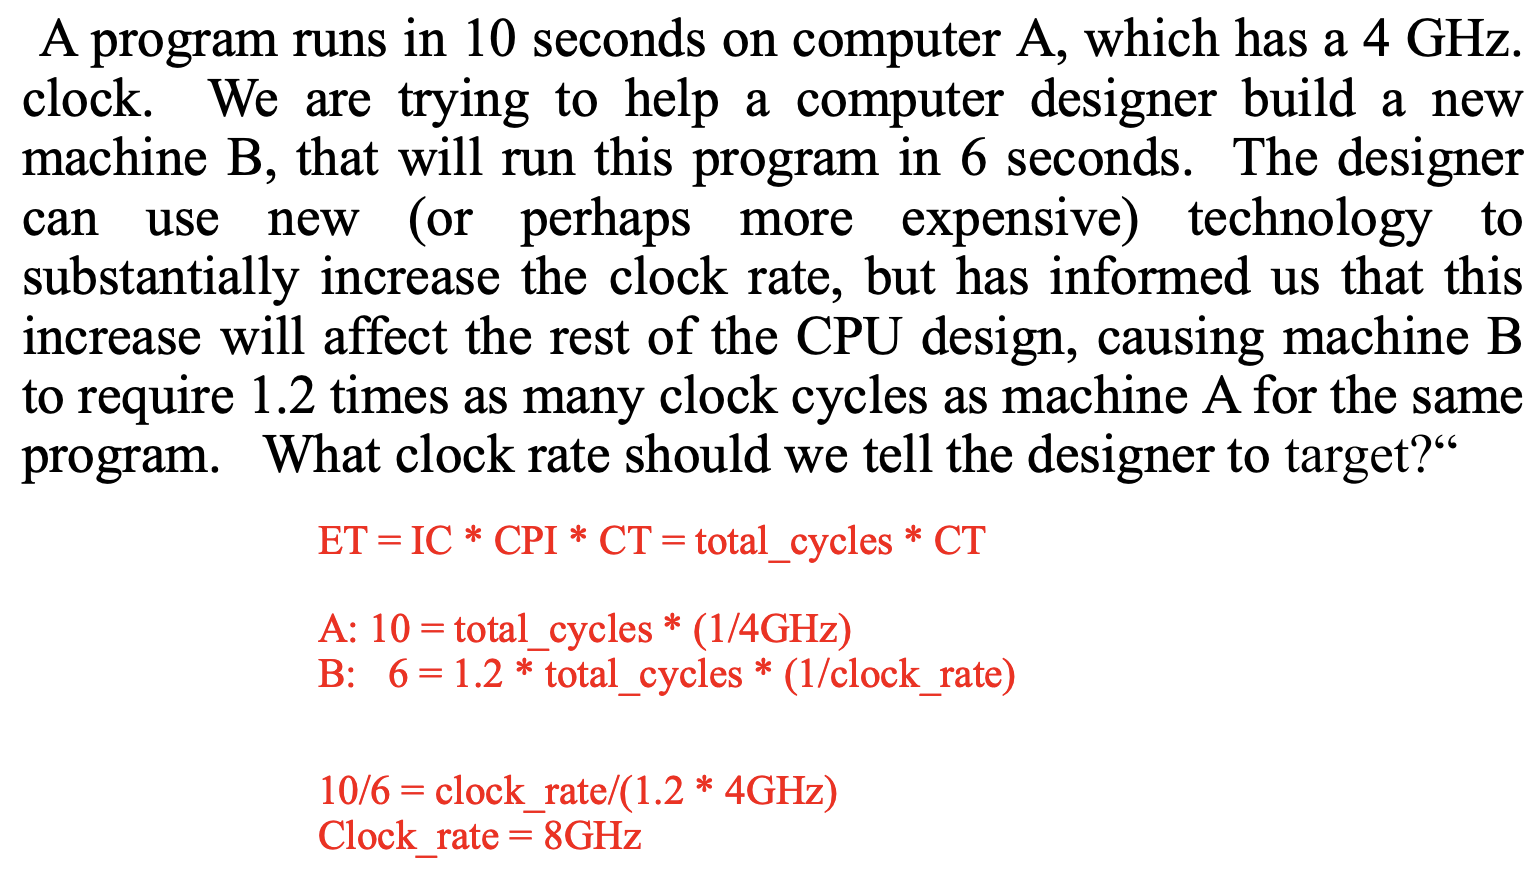 A program runs in 10 seconds on computer A, which has a 4 GHz.
clock. We are trying to help a computer designer build a new
machine B, that will run this program in 6 seconds. The designer
can use new (or perhaps more expensive) technology to
substantially increase the clock rate, but has informed us that this
increase will affect the rest of the CPU design, causing machine B
to require 1.2 times as many clock cycles as machine A for the same
program. What clock rate should we tell the designer to target?“
ET = IC * CPI * CT = total_cycles * CT
A: 10 = total_cycles * (1/4GHz)
B: 6 = 1.2 * total_cycles * (1/clock_rate)
10/6 = clock_rate/(1.2 * 4GHz)
Clock_rate = 8GHz